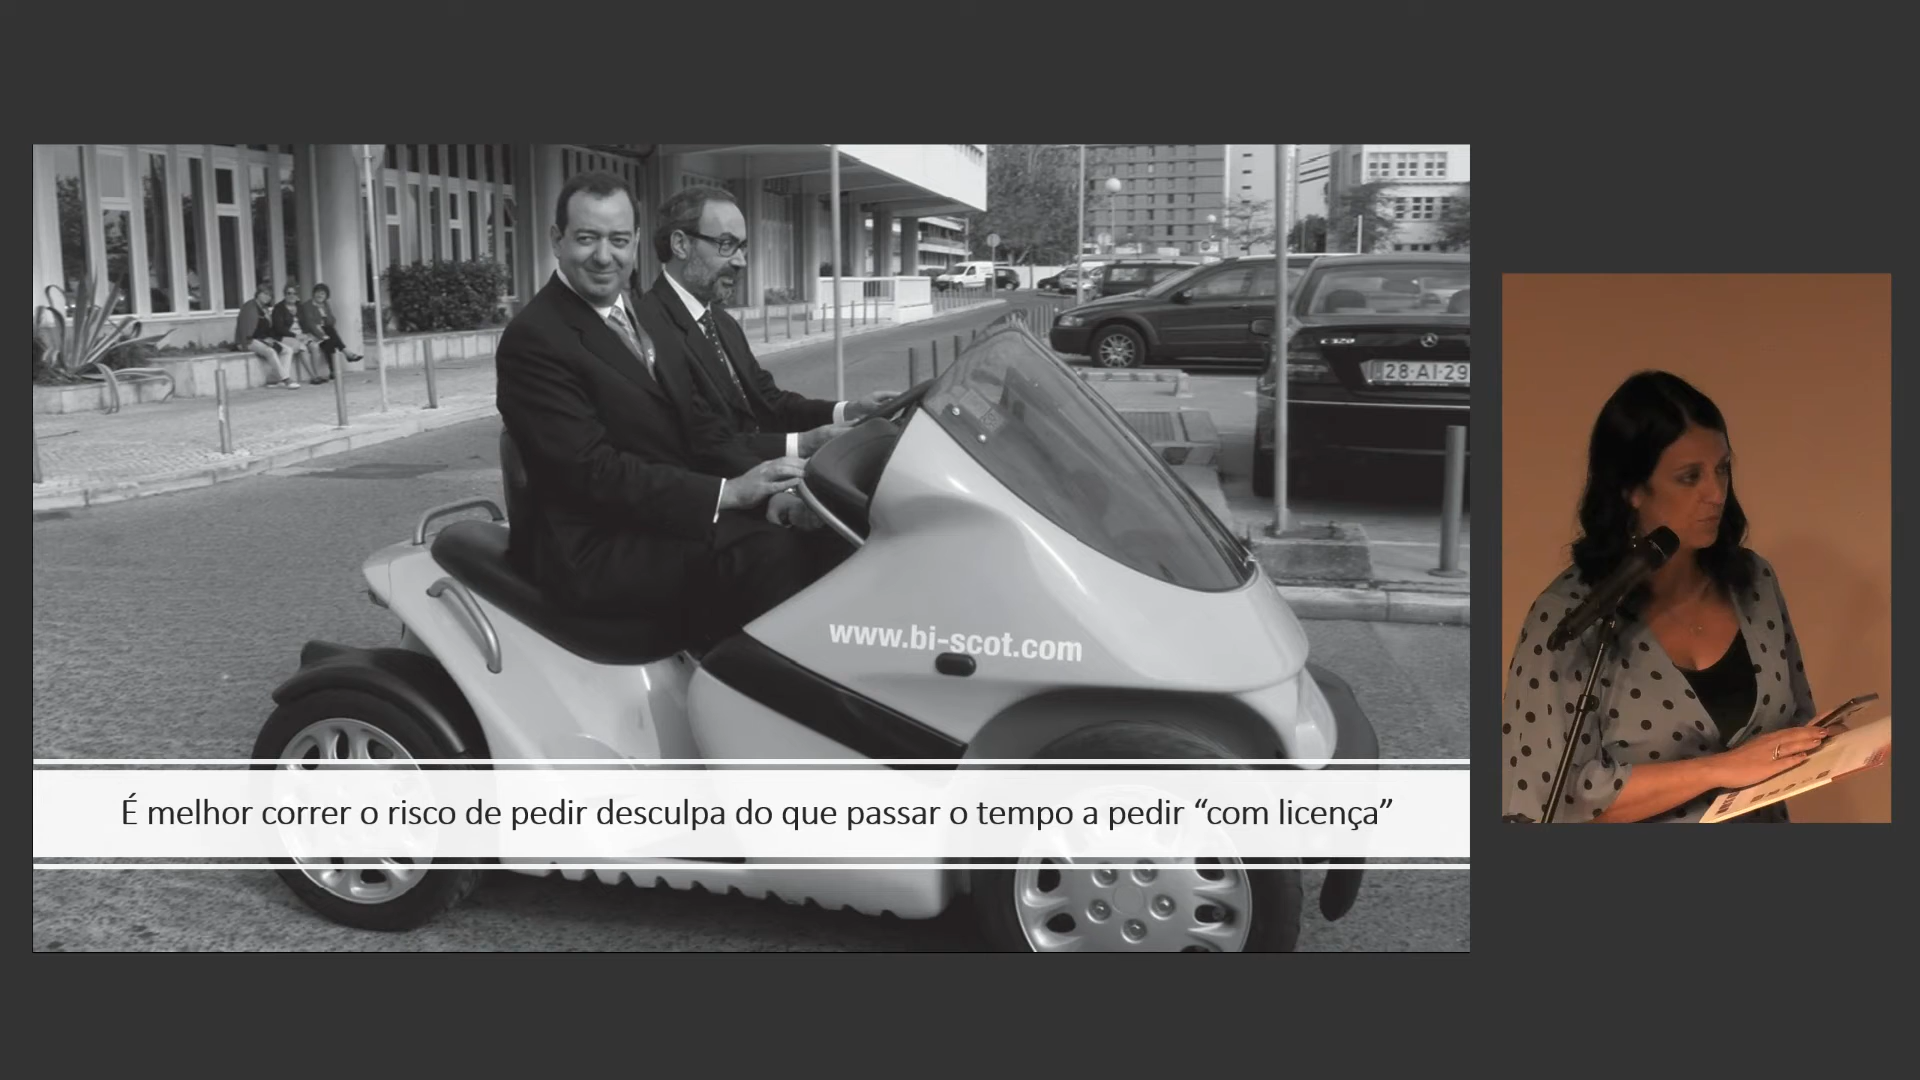 C 320
28-AI-29
www.bi-scot.com
É melhor correr o risco de pedir desculpa do que passar o tempo a pedir “com licença”